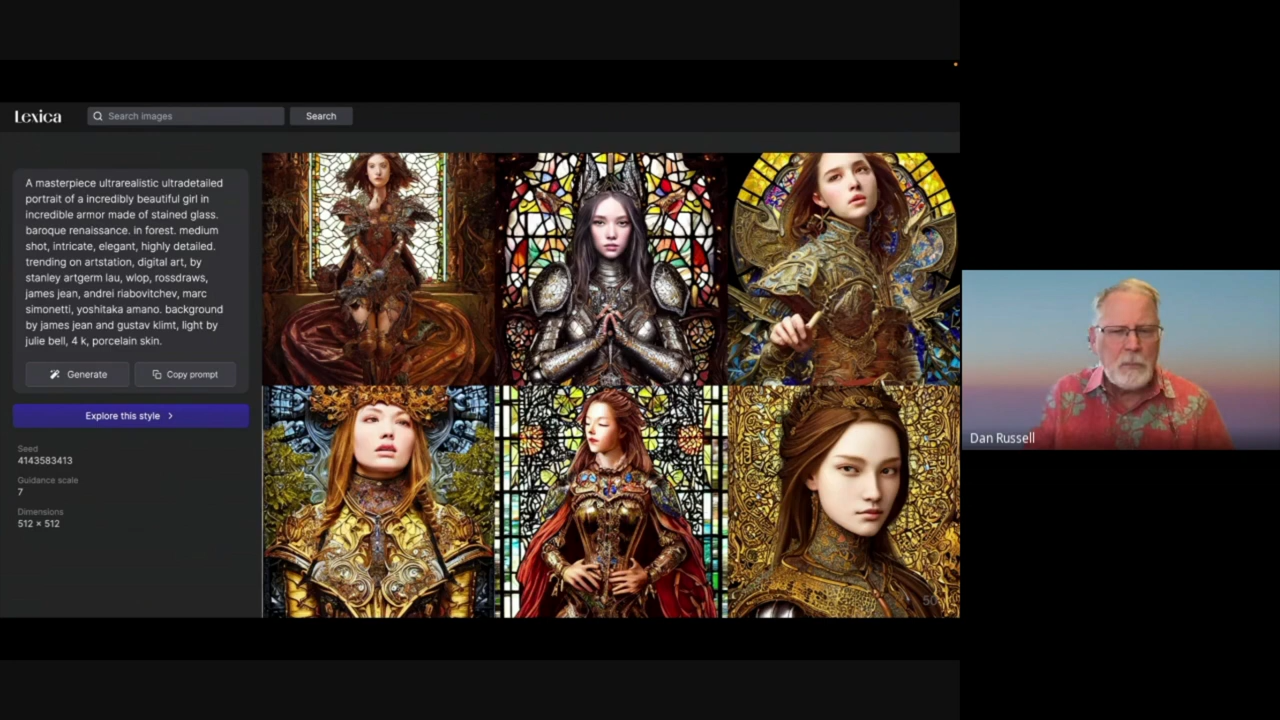 Lexica
Search images
Search
A masterpiece ultrarealistic ultradetailed
portrait of a incredibly beautiful girl in
incredible armor made of stained glass.
baroque renaissance. in forest. medium
shot, intricate, elegant, highly detailed.
trending on artstation, digital art, by
stanley artgerm lau, wlop, rossdraws,
james jean, andrei riabovitchev, marc
simonetti, yoshitaka amano. background
by james jean and gustav klimt, light by
julie bell, 4 k, porcelain skin.
Generate
Copy prompt
Explore this style
Seed
4143583413
Guidance scale
7
Dimensions
512 × 512
50
Dan Russell